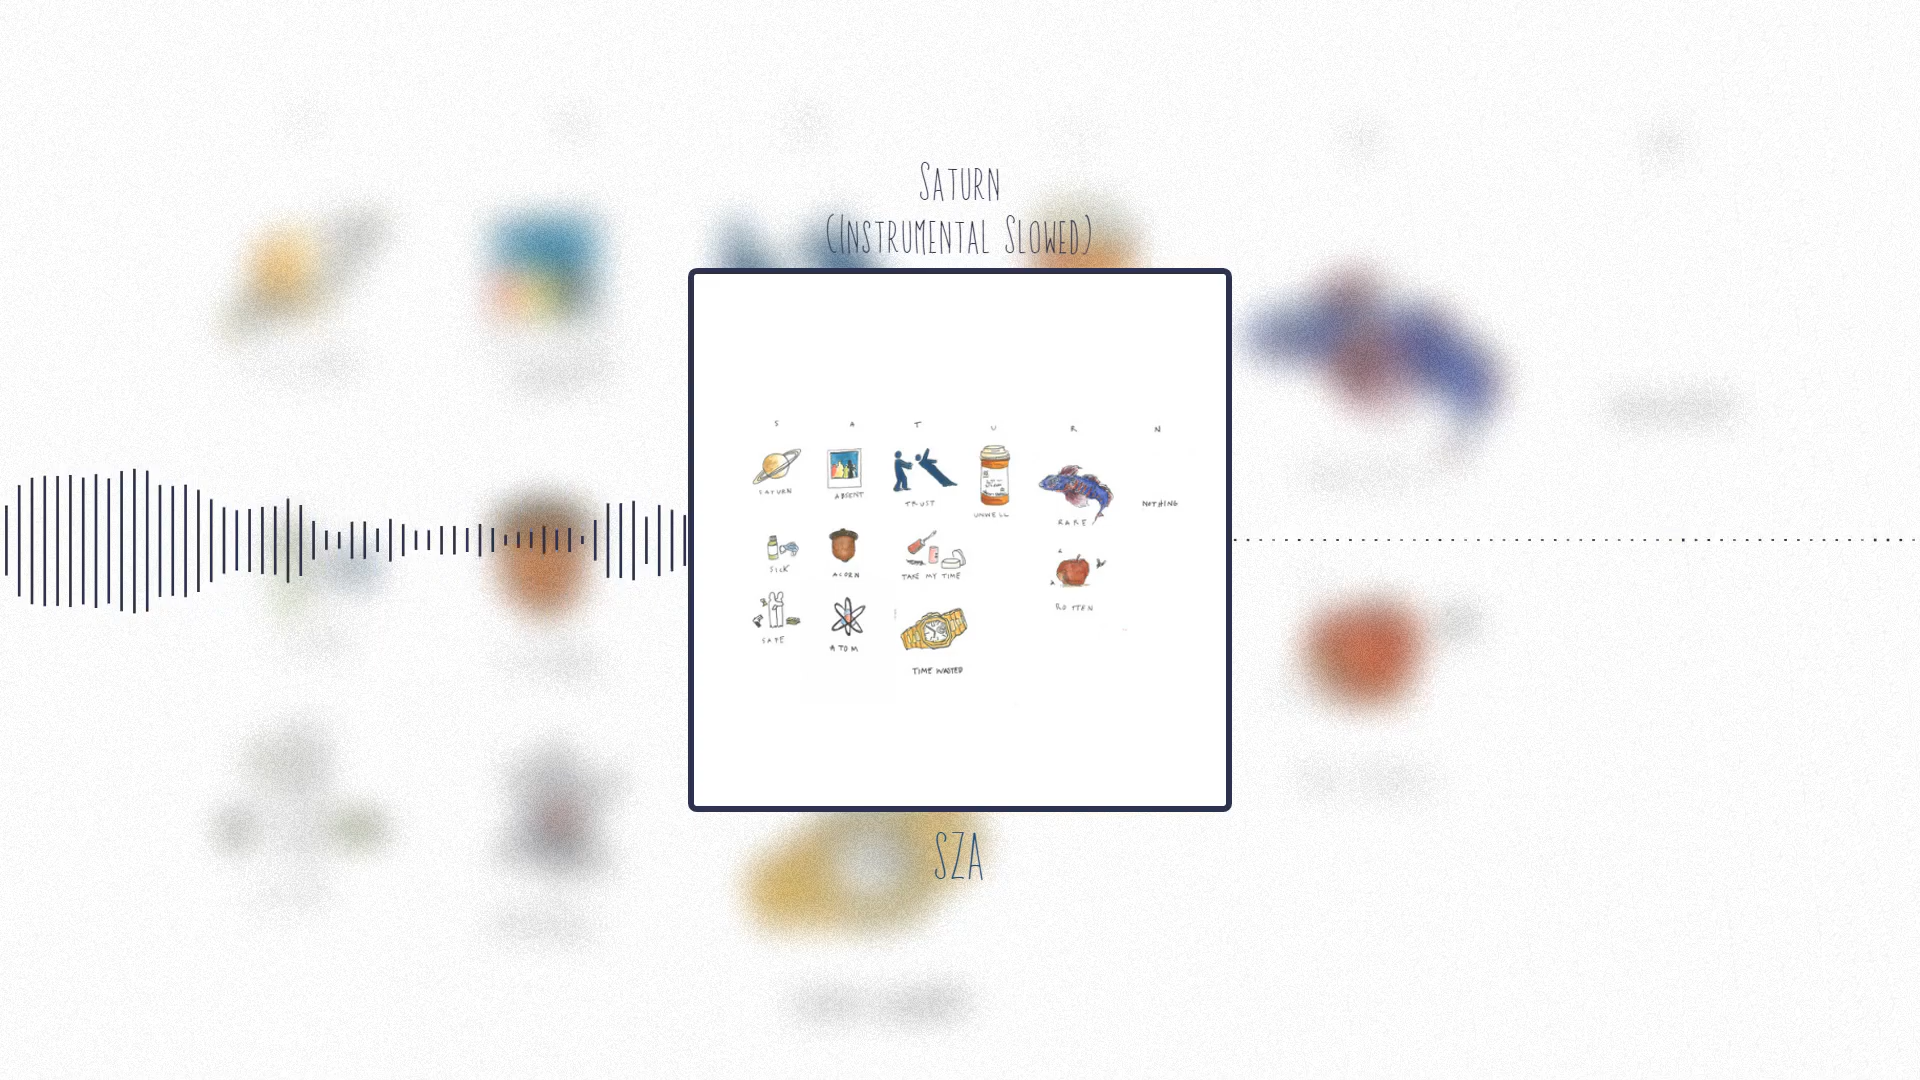 Saturn
(Instrumental Slowed)
S A T U R N
SATURN
ABSENT
TRUST
UNWELL
RARE
NOTHING
SICK
ACORN
TAKE MY TIME
ROTTEN
SAFE
ATOM
TIME WASTED
SZA